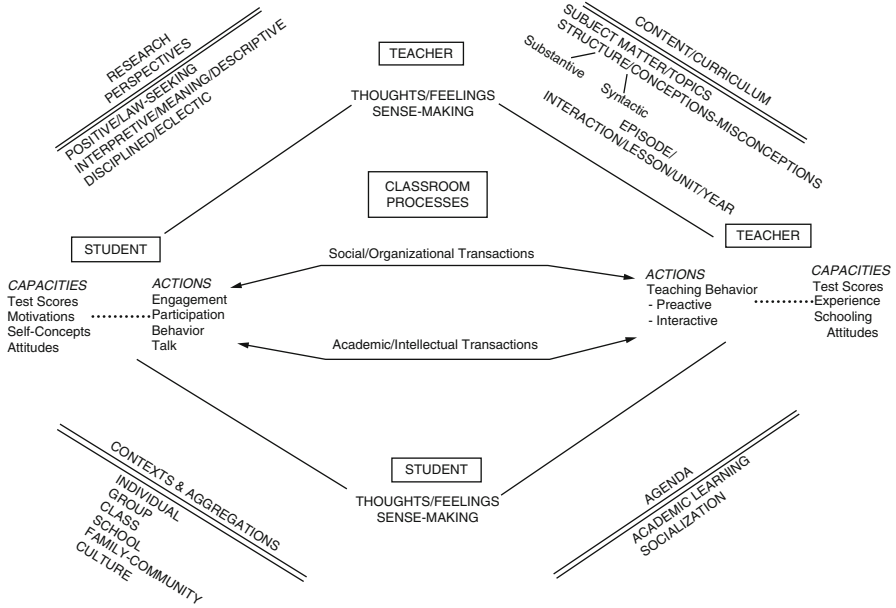 RESEARCH
PERSPECTIVES
POSITIVE/LAW-SEEKING
INTERPRETIVE/MEANING/DESCRIPTIVE
DISCIPLINED/ECLECTIC
TEACHER
THOUGHTS/FEELINGS
SENSE-MAKING
CONTENT/CURRICULUM
SUBJECT MATTER/TOPICS
STRUCTURE/CONCEPTIONS-MISCONCEPTIONS
Substantive
Syntactic
EPISODE/
INTERACTION/LESSON/UNIT/YEAR
CLASSROOM
PROCESSES
STUDENT
CAPACITIES
Test Scores
Motivations
Self-Concepts
Attitudes
ACTIONS
Engagement
Participation
Behavior
Talk
Social/Organizational Transactions
Academic/Intellectual Transactions
TEACHER
ACTIONS
Teaching Behavior
- Preactive
- Interactive
CAPACITIES
Test Scores
Experience
Schooling
Attitudes
CONTEXTS & AGGREGATIONS
INDIVIDUAL
GROUP
CLASS
SCHOOL
FAMILY-COMMUNITY
CULTURE
STUDENT
THOUGHTS/FEELINGS
SENSE-MAKING
AGENDA
ACADEMIC LEARNING
SOCIALIZATION